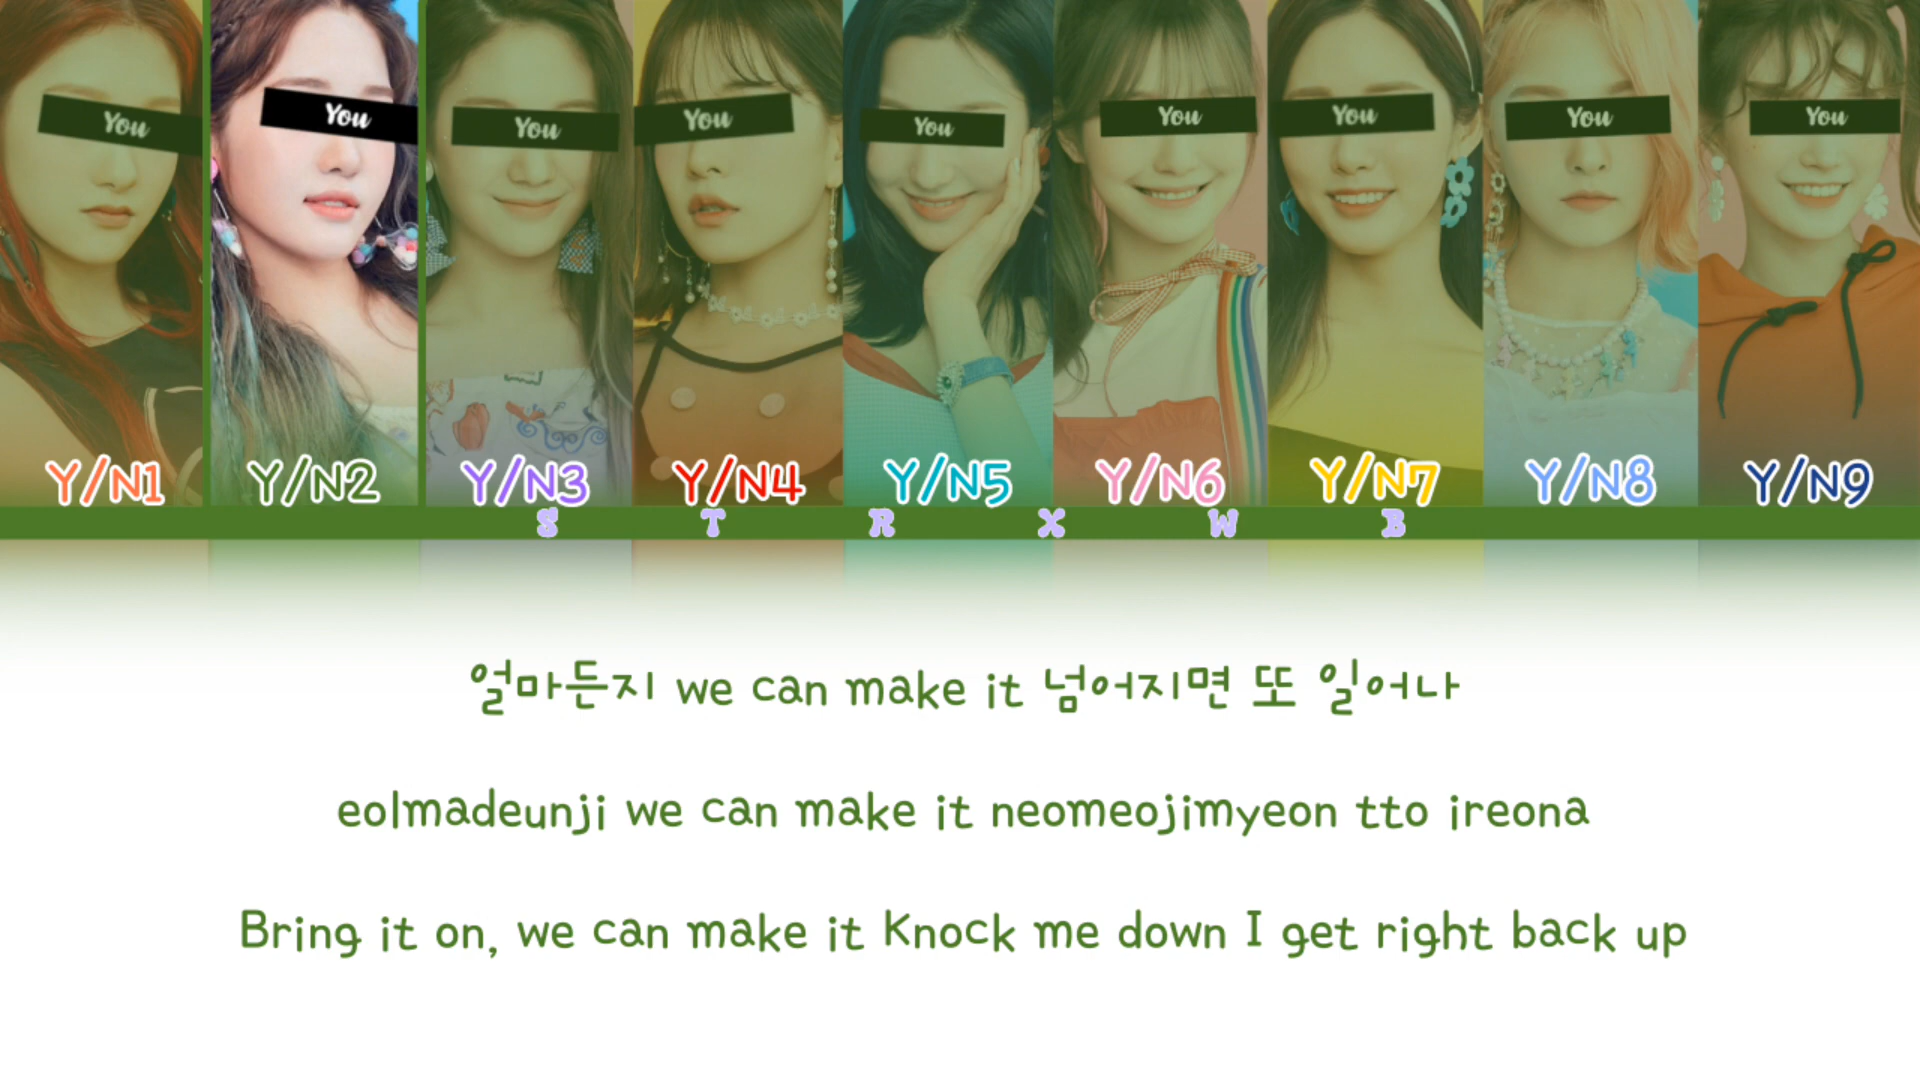 You You You You You You You You You
Y/N1 Y/N2 Y/N3 Y/N4 Y/N5 Y/N6 Y/N7 Y/N8 Y/N9
S T R X W B
얼마든지 we can make it 넘어지면 또 일어나
eolmadeunji we can make it neomeojimyeon tto ireona
Bring it on, we can make it Knock me down I get right back up